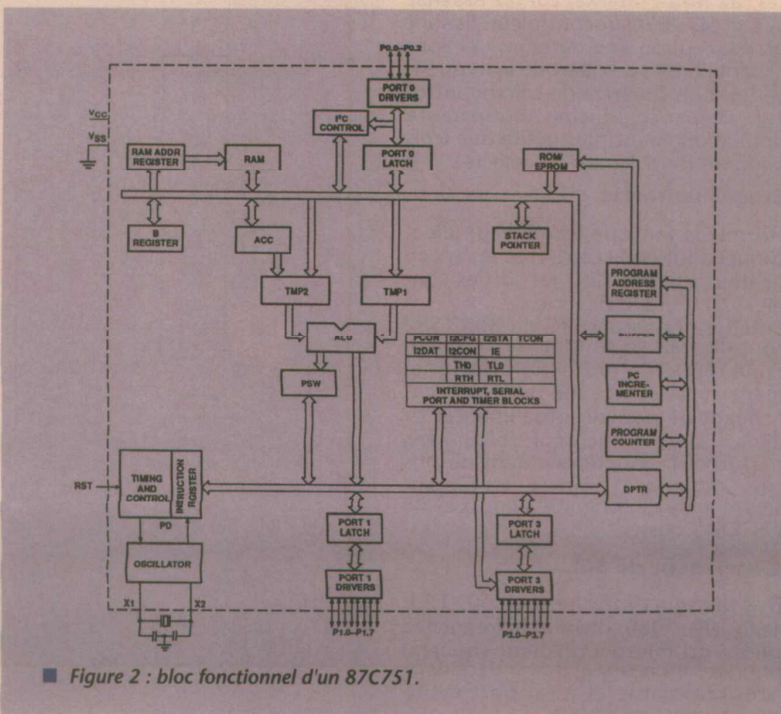 P0.0–P0.2
PORT 0
DRIVERS
VCC
VSS
I²C
CONTROL
RAM ADDR
REGISTER
RAM
PORT 0
LATCH
ROM/
EPROM
B
REGISTER
ACC
STACK
POINTER
TMP2
TMP1
PROGRAM
ADDRESS
REGISTER
ALU
PCON I2CFG I2STA TCON
I2DAT I2CON IE
TH0 TL0
RTH RTL
INTERRUPT, SERIAL
PORT AND TIMER BLOCKS
PSW
PC
INCRE-
MENTER
PROGRAM
COUNTER
RST
TIMING
AND
CONTROL
INSTRUCTION
RGISTER
DPTR
PD
PORT 1
LATCH
PORT 3
LATCH
OSCILLATOR
PORT 1
DRIVERS
PORT 3
DRIVERS
X1
X2
P1.0–P1.7
P3.0–P3.7
Figure 2 : bloc fonctionnel d'un 87C751.